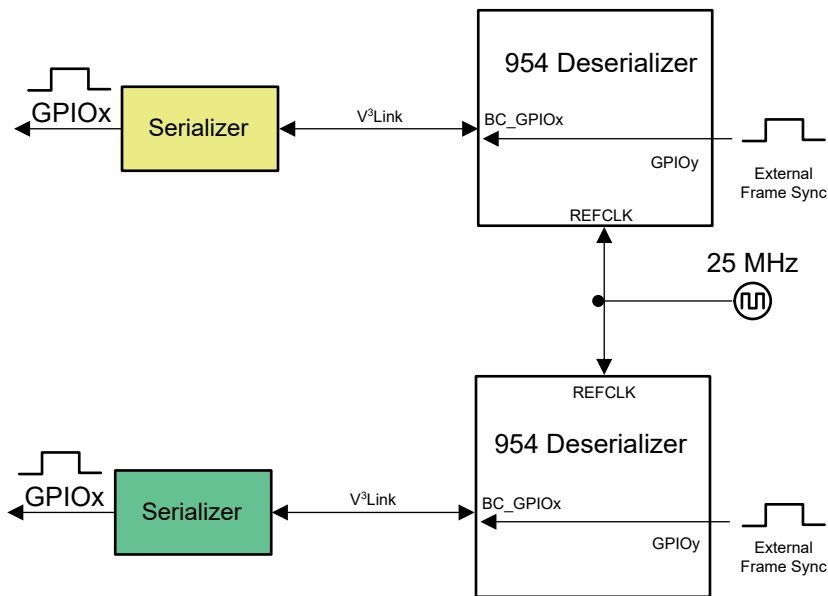 954 Deserializer
GPIOx
Serializer
V³Link
BC_GPIOx
GPIOy
External
Frame Sync
REFCLK
25 MHz
REFCLK
954 Deserializer
GPIOx
Serializer
V³Link
BC_GPIOx
GPIOy
External
Frame Sync